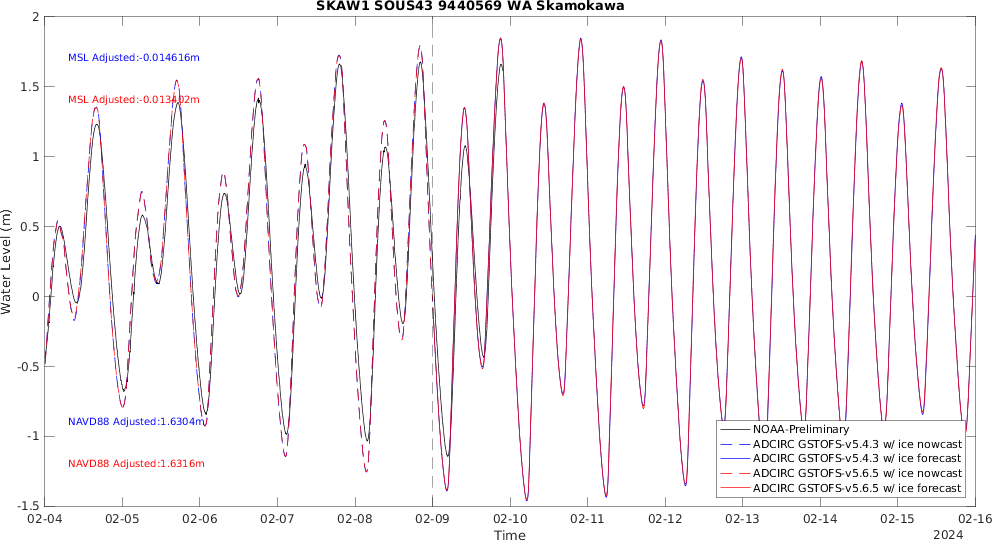 SKAW1 SOUS43 9440569 WA Skamokawa
2
1.5
1
0.5
0
-0.5
-1
-1.5
Water Level (m)
MSL Adjusted:-0.014616m
MSL Adjusted:-0.013402m
NAVD88 Adjusted:1.6304m
NAVD88 Adjusted:1.6316m
NOAA-Preliminary
ADCIRC GSTOFS-v5.4.3 w/ ice nowcast
ADCIRC GSTOFS-v5.4.3 w/ ice forecast
ADCIRC GSTOFS-v5.6.5 w/ ice nowcast
ADCIRC GSTOFS-v5.6.5 w/ ice forecast
02-04 02-05 02-06 02-07 02-08 02-09 02-10 02-11 02-12 02-13 02-14 02-15 02-16
Time
2024